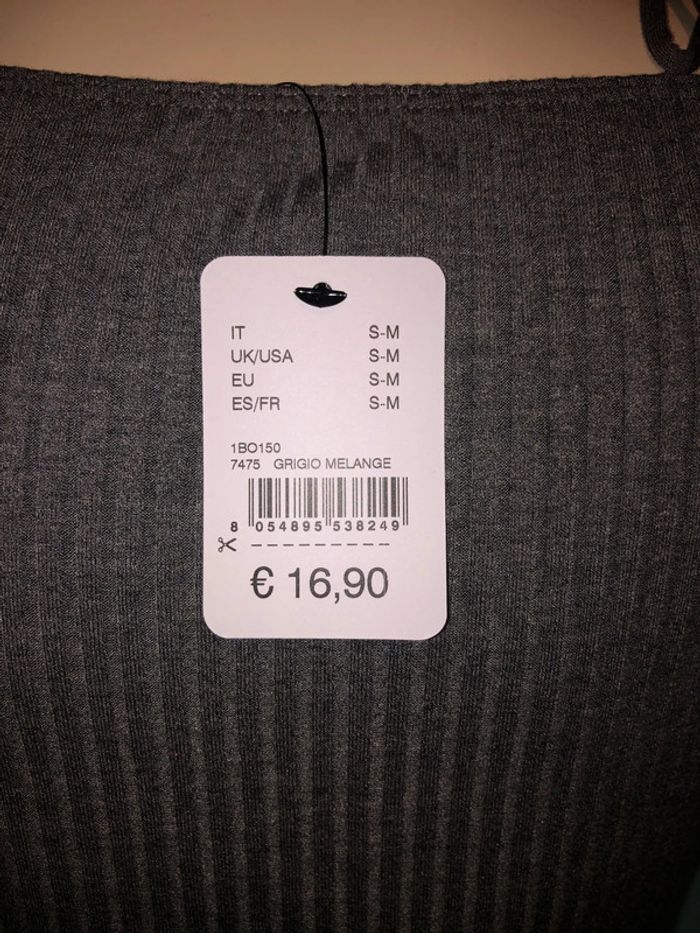 IT S-M
UK/USA S-M
EU S-M
ES/FR S-M
1BO150
7475 GRIGIO MELANGE
8 054895 538249
€ 16,90